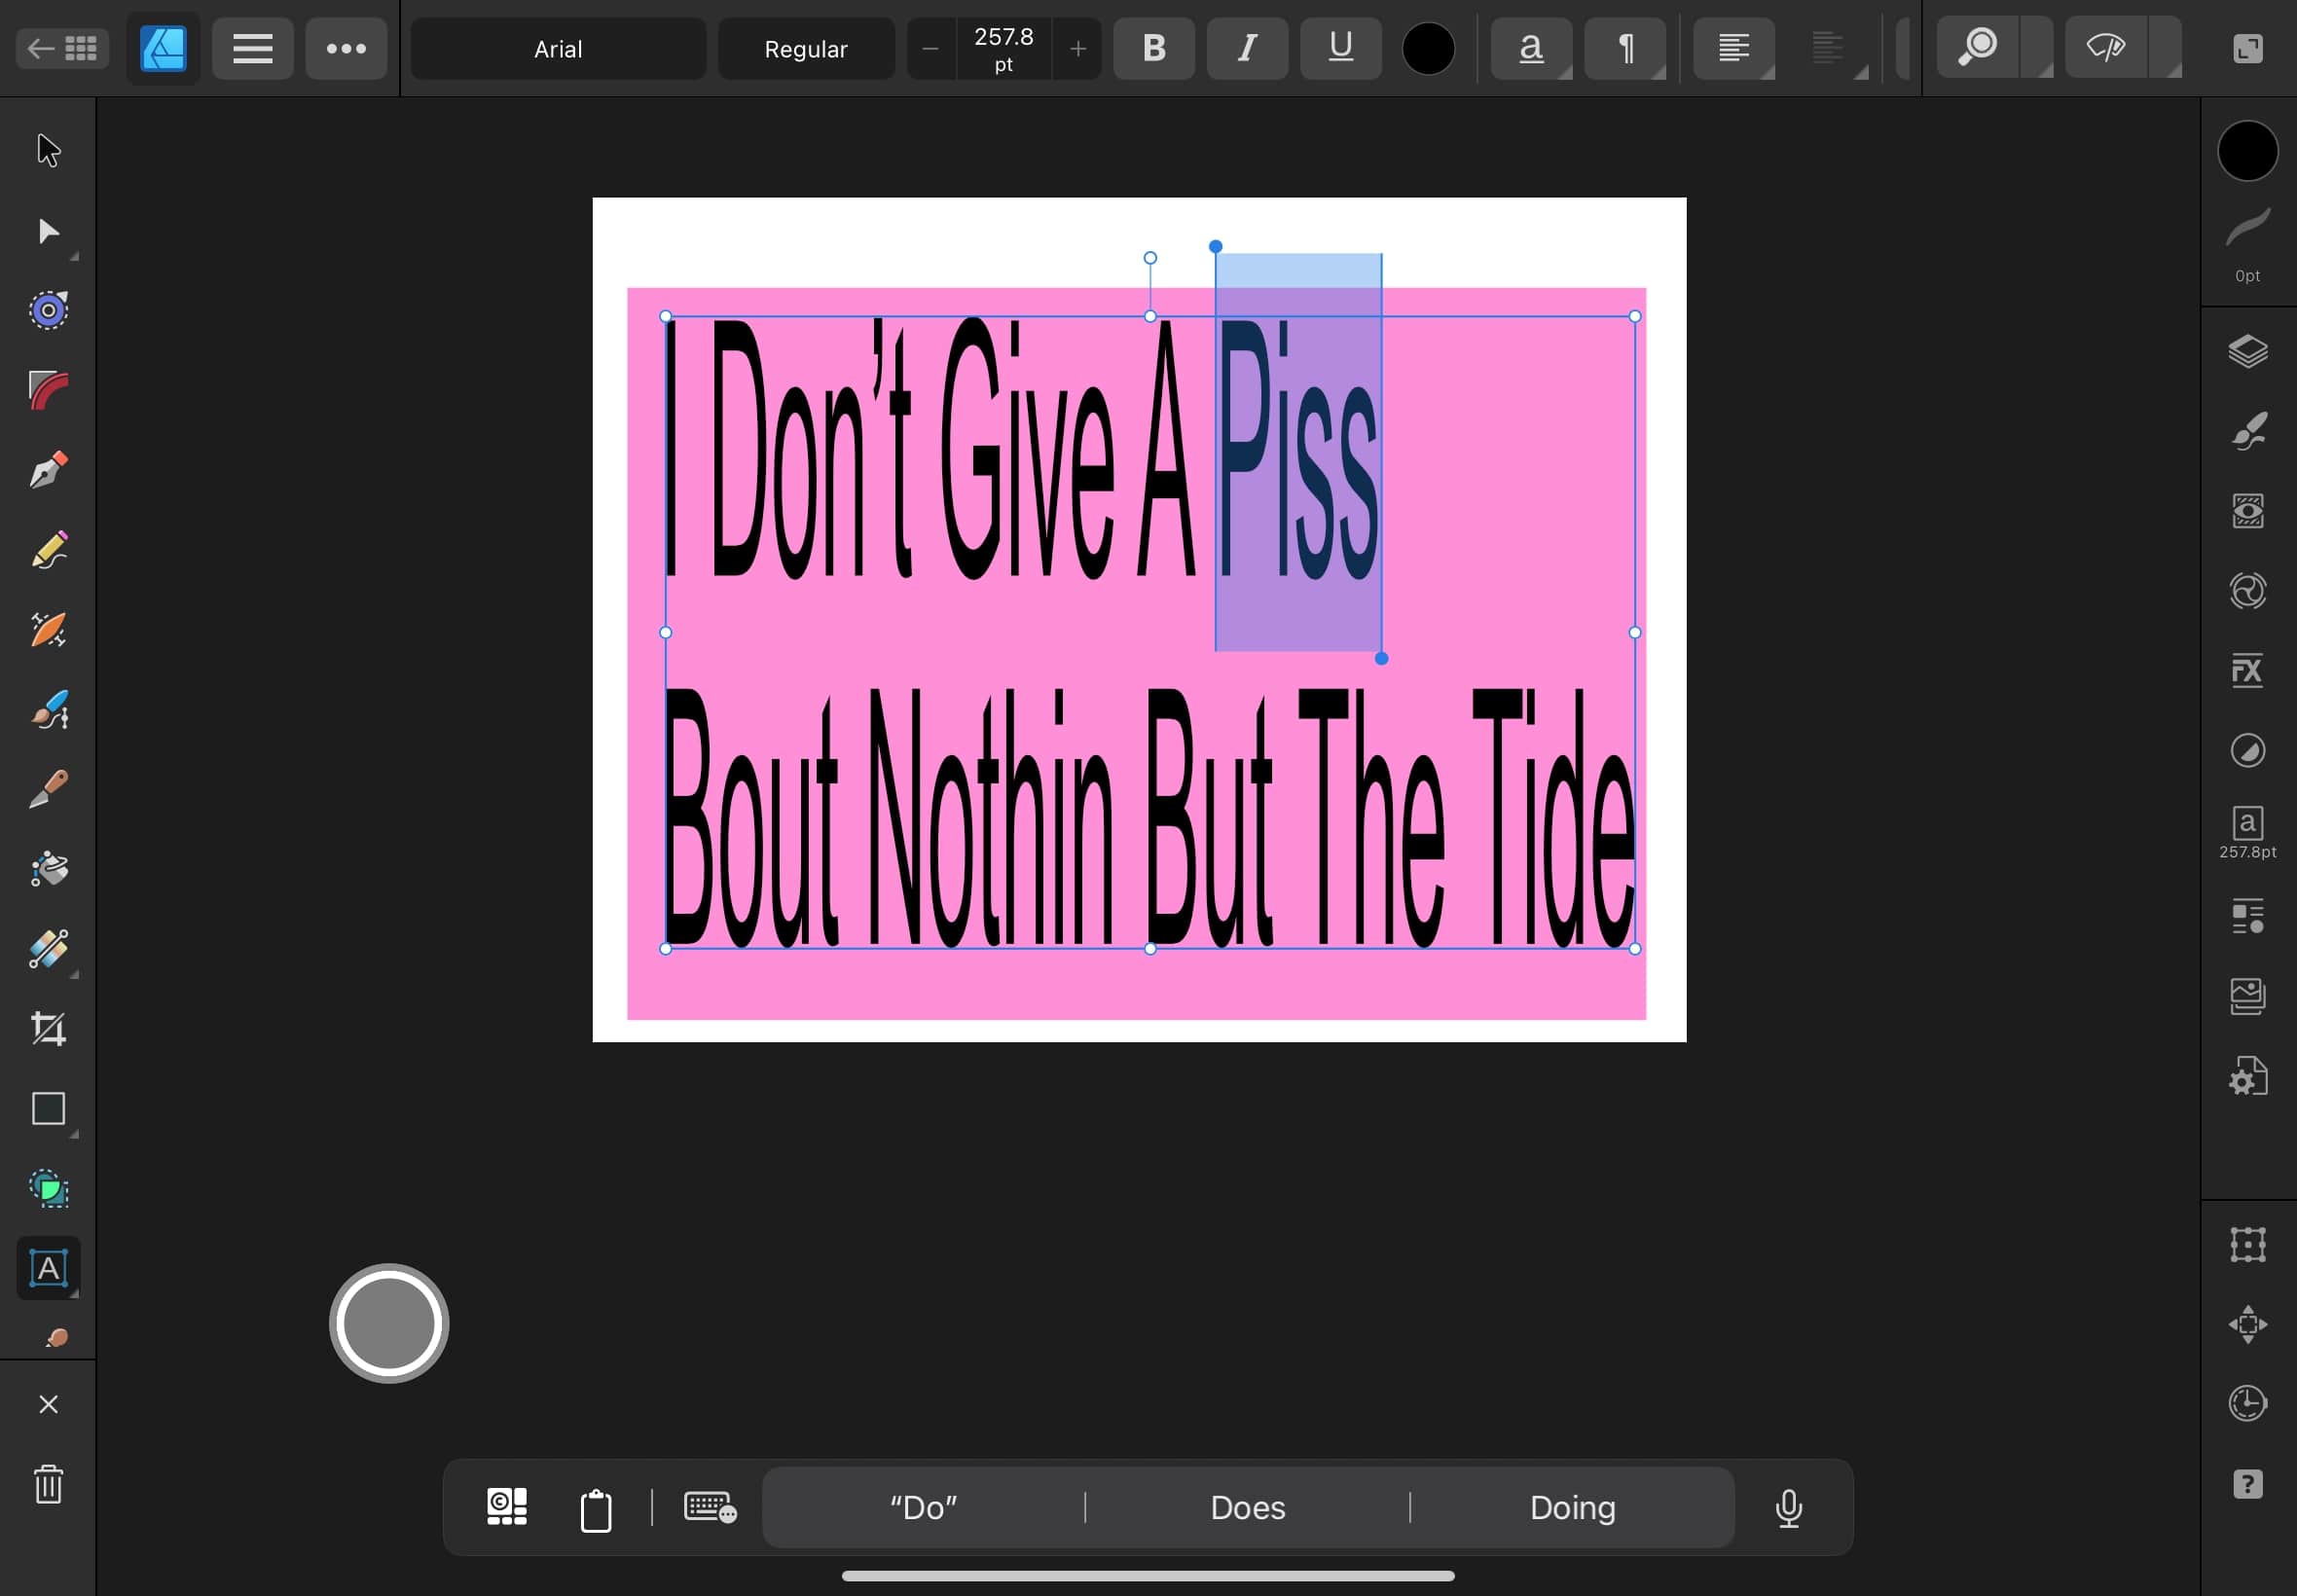 Arial
Regular
257.8
pt
B
I
U
a
¶
0pt
I Don't Give A Piss
Bout Nothin But The Tide
FX
a
257.8pt
A
?
“Do”
Does
Doing